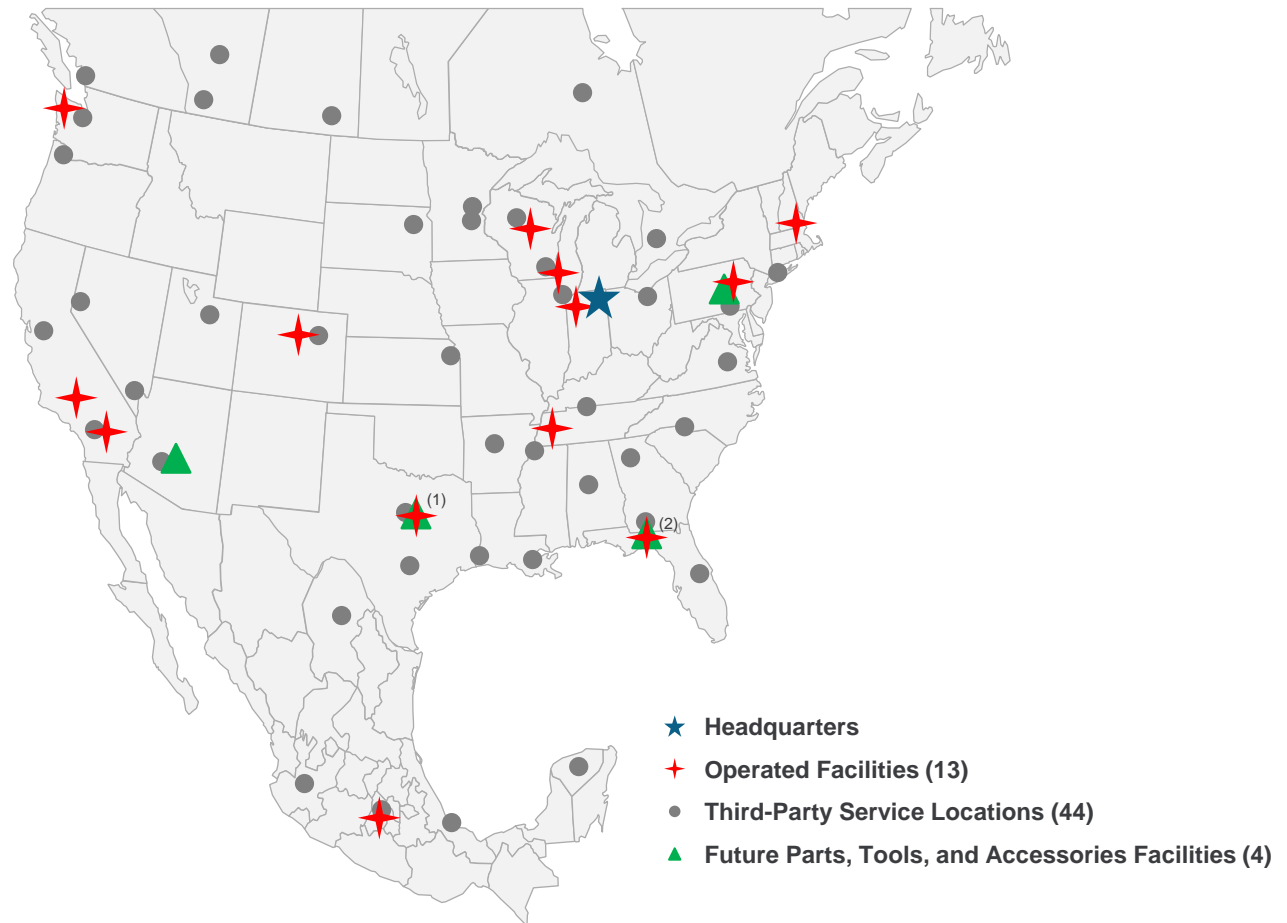 (1)
(2)
Headquarters
Operated Facilities (13)
Third-Party Service Locations (44)
Future Parts, Tools, and Accessories Facilities (4)